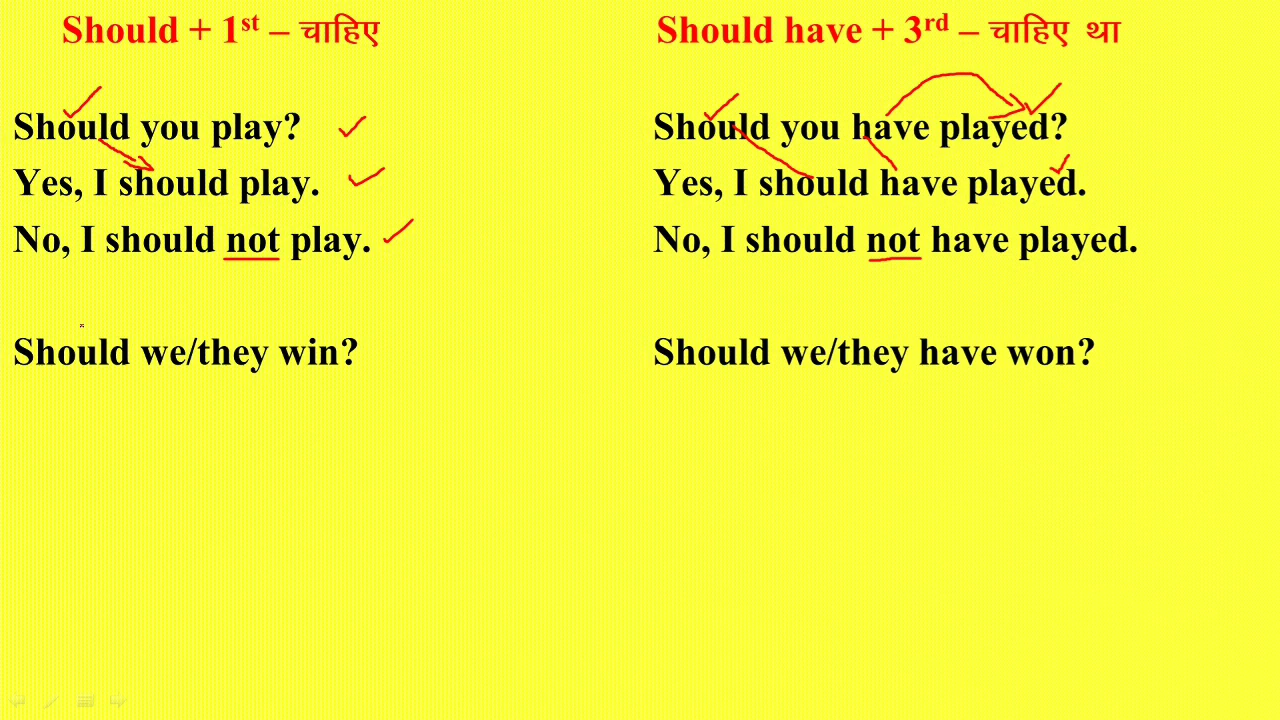 Should + 1st – चाहिए
Should you play?
Yes, I should play.
No, I should not play.
Should we/they win?
Should have + 3rd – चाहिए था
Should you have played?
Yes, I should have played.
No, I should not have played.
Should we/they have won?